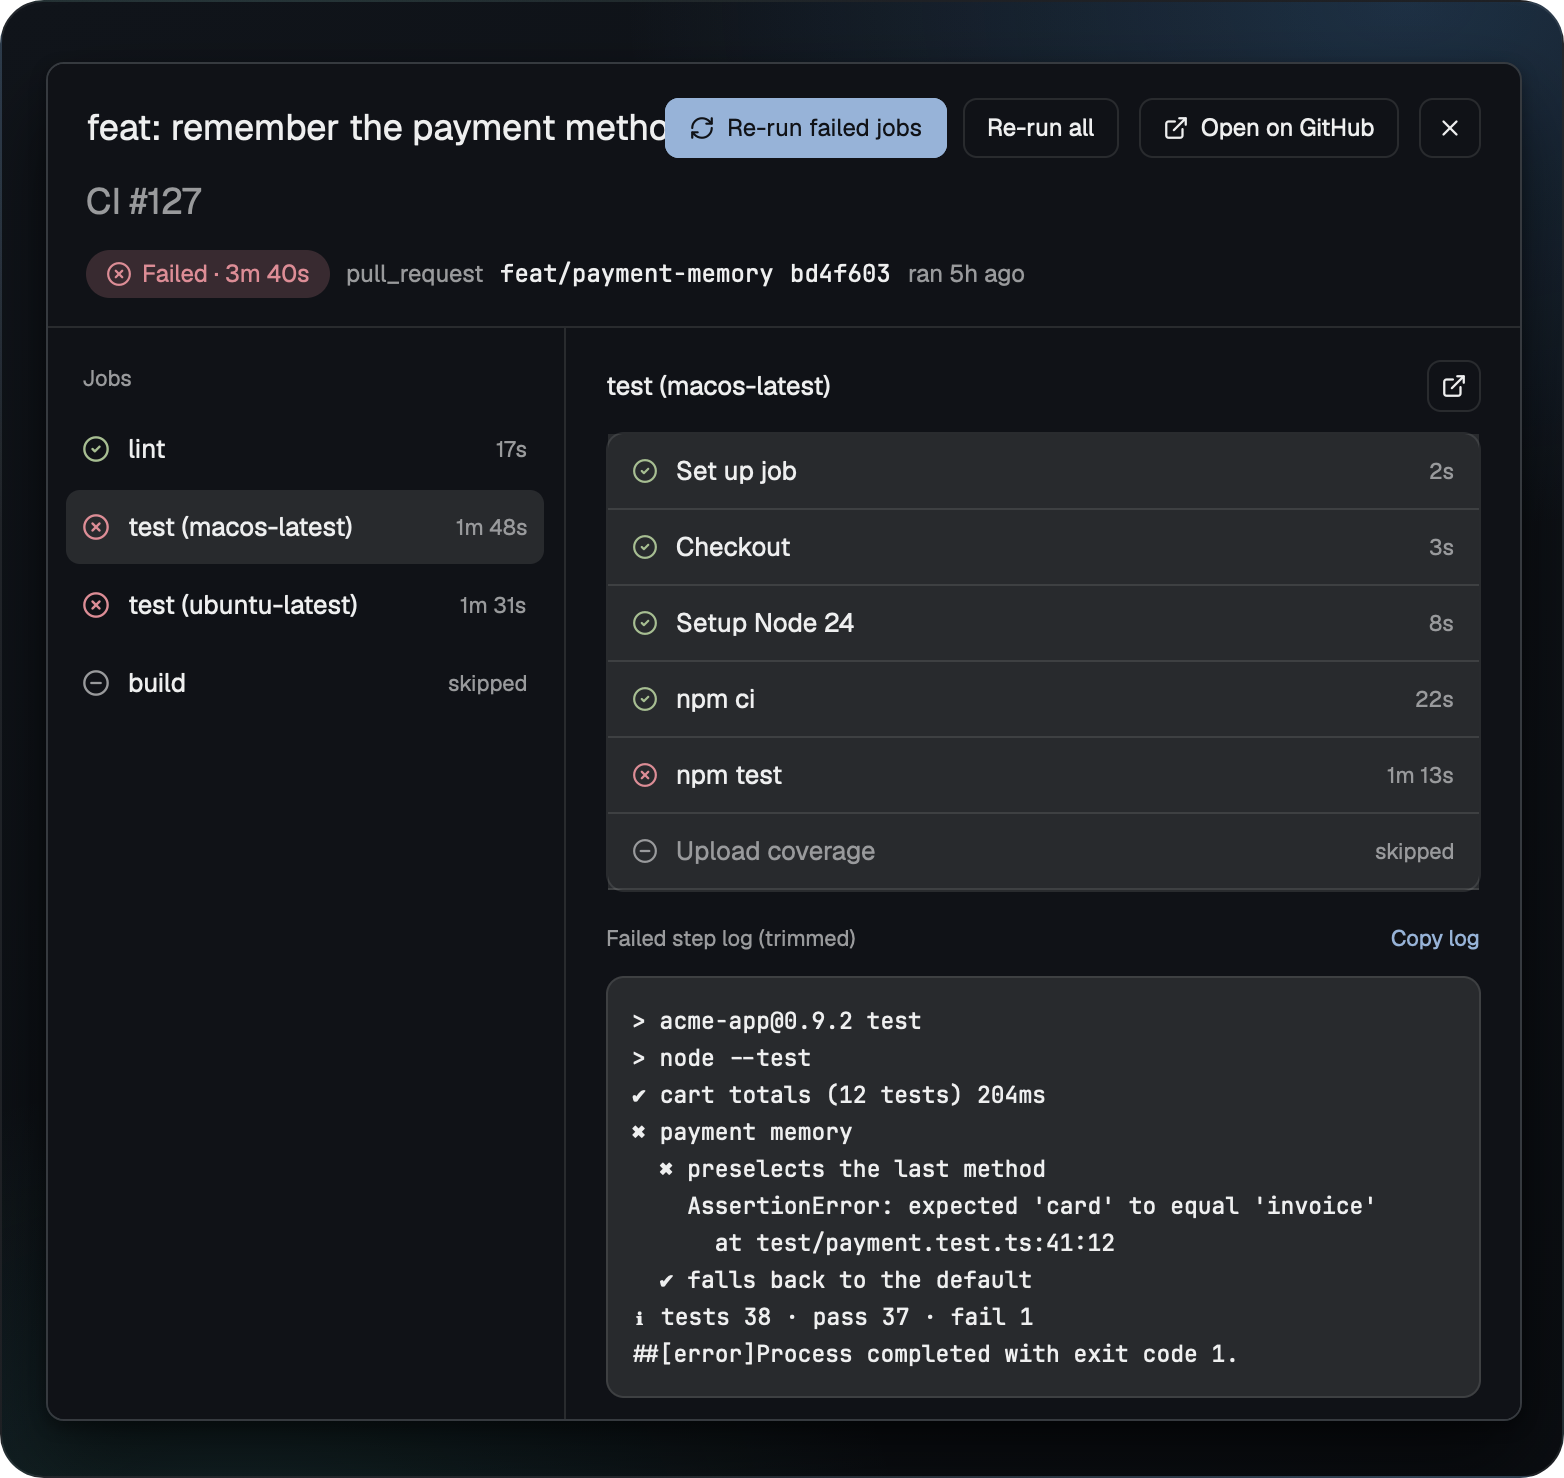 feat: remember the payment metho
Re-run failed jobs
Re-run all
Open on GitHub
CI #127
Failed · 3m 40s pull_request feat/payment-memory bd4f603 ran 5h ago
Jobs
lint 17s
test (macos-latest) 1m 48s
test (ubuntu-latest) 1m 31s
build skipped
test (macos-latest)
Set up job 2s
Checkout 3s
Setup Node 24 8s
npm ci 22s
npm test 1m 13s
Upload coverage skipped
Failed step log (trimmed) Copy log
> acme-app@0.9.2 test
> node --test
✔ cart totals (12 tests) 204ms
✖ payment memory
  ✖ preselects the last method
    AssertionError: expected 'card' to equal 'invoice'
      at test/payment.test.ts:41:12
  ✔ falls back to the default
ℹ tests 38 · pass 37 · fail 1
##[error]Process completed with exit code 1.